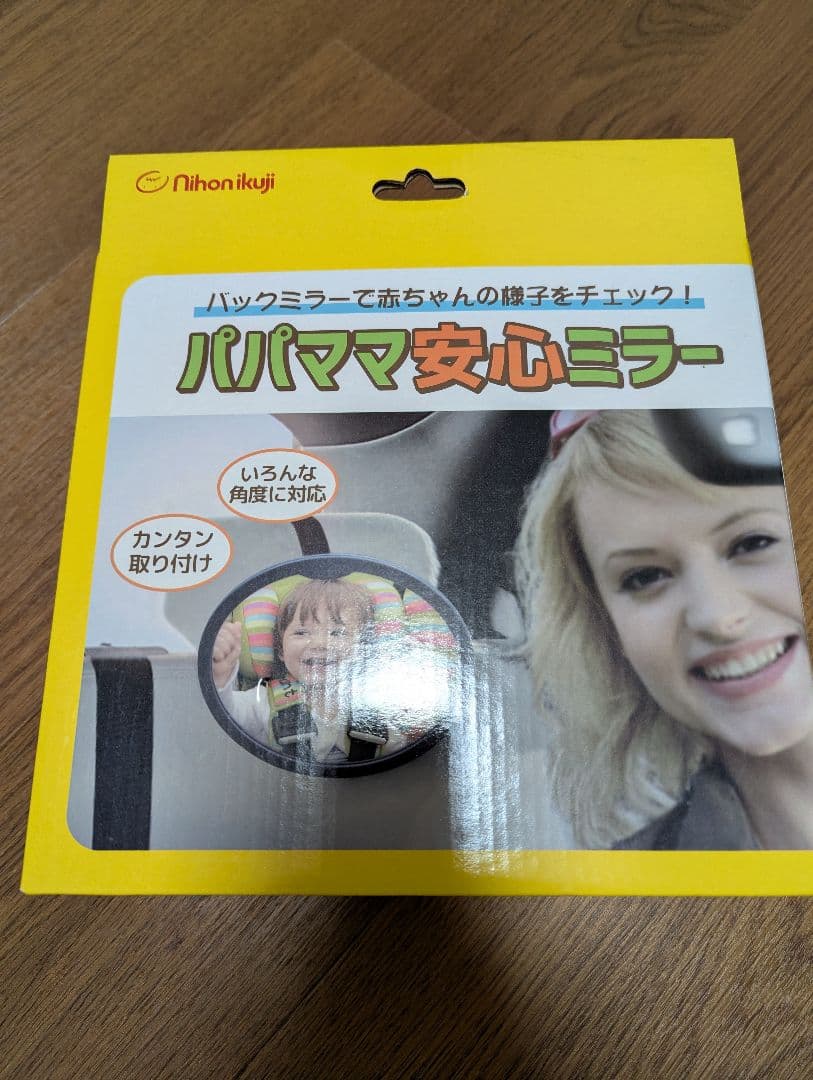 Nihon ikuji
バックミラーで赤ちゃんの様子をチェック！
パパママ安心ミラー
いろんな
角度に対応
カンタン
取り付け